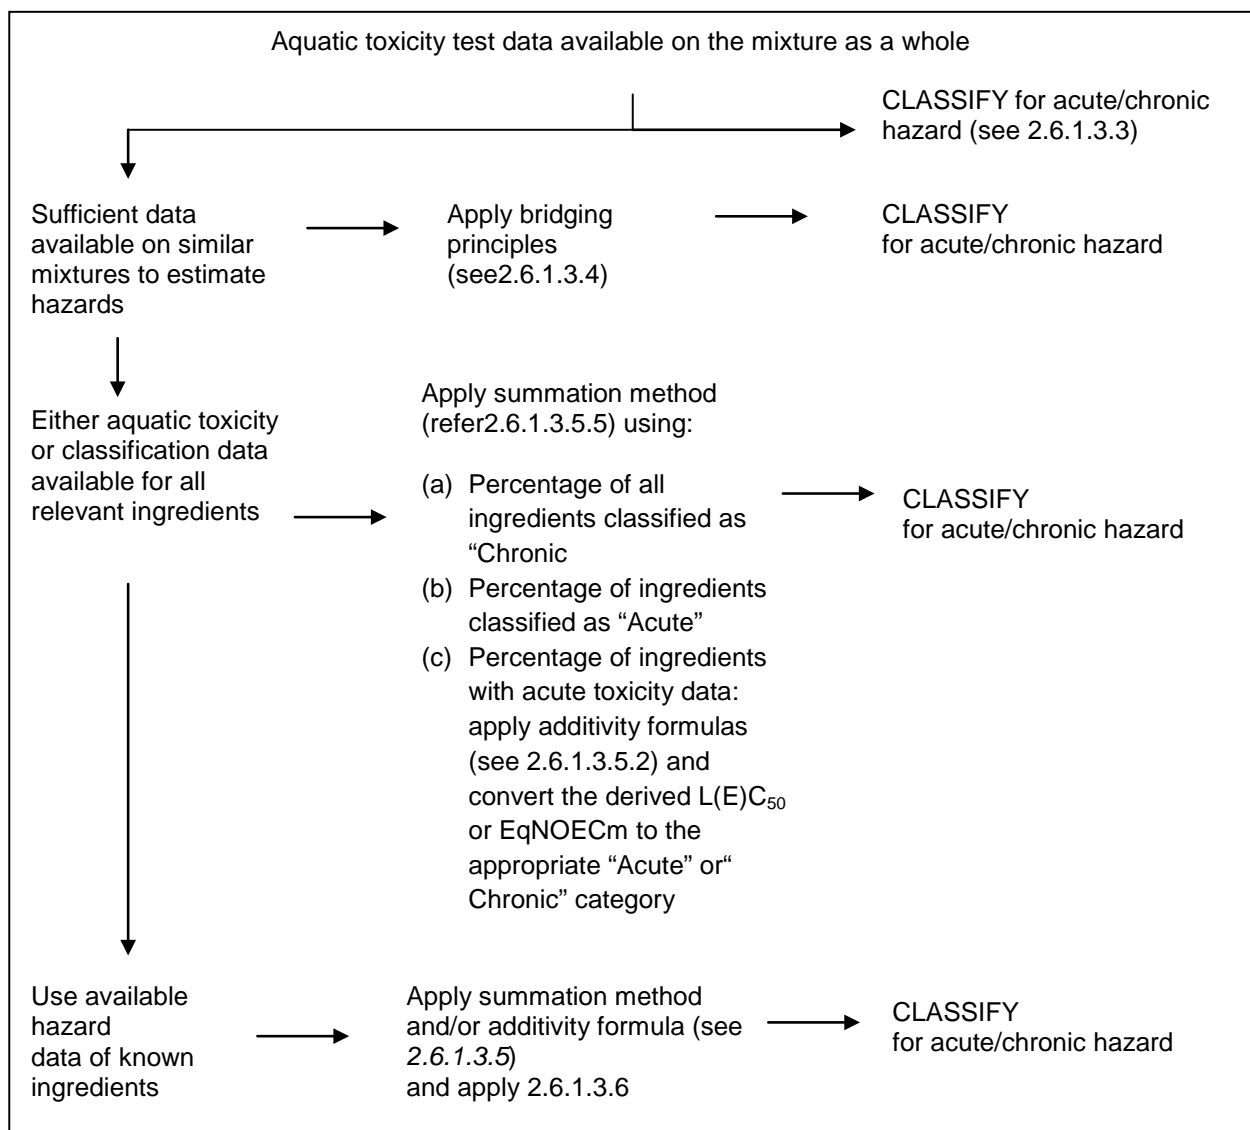 Aquatic toxicity test data available on the mixture as a whole
CLASSIFY for acute/chronic
hazard (see 2.6.1.3.3)
Sufficient data
available on similar
mixtures to estimate
hazards
Apply bridging
principles
(see2.6.1.3.4)
CLASSIFY
for acute/chronic hazard
Either aquatic toxicity
or classification data
available for all
relevant ingredients
Apply summation method
(refer2.6.1.3.5.5) using:
(a) Percentage of all
ingredients classified as
“Chronic
(b) Percentage of ingredients
classified as “Acute”
(c) Percentage of ingredients
with acute toxicity data:
apply additivity formulas
(see 2.6.1.3.5.2) and
convert the derived L(E)C50
or EqNOECm to the
appropriate “Acute” or“
Chronic” category
CLASSIFY
for acute/chronic hazard
Use available
hazard
data of known
ingredients
Apply summation method
and/or additivity formula (see
2.6.1.3.5)
and apply 2.6.1.3.6
CLASSIFY
for acute/chronic hazard